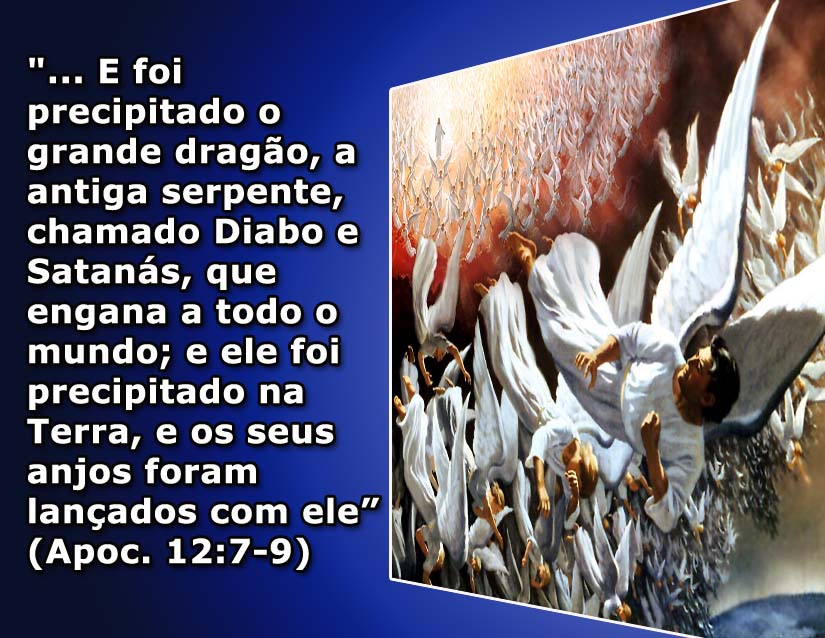 "... E foi
precipitado o
grande dragão, a
antiga serpente,
chamado Diabo e
Satanás, que
engana a todo o
mundo; e ele foi
precipitado na
Terra, e os seus
anjos foram
lançados com ele”
(Apoc. 12:7-9)